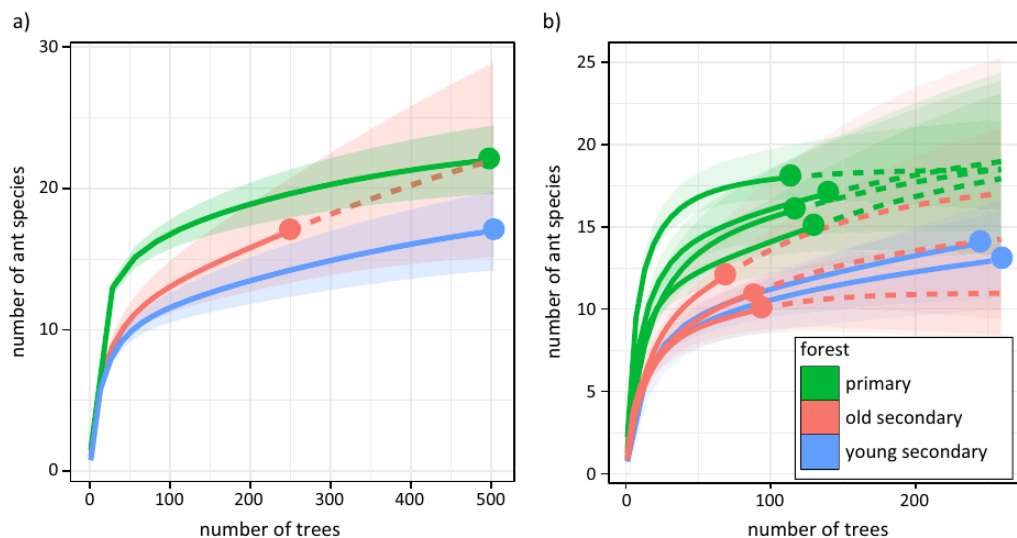 a)
30
20
10
0
number of ant species
0 100 200 300 400 500
number of trees
b)
25
20
15
10
5
0
number of ant species
0 100 200
number of trees
forest
primary
old secondary
young secondary